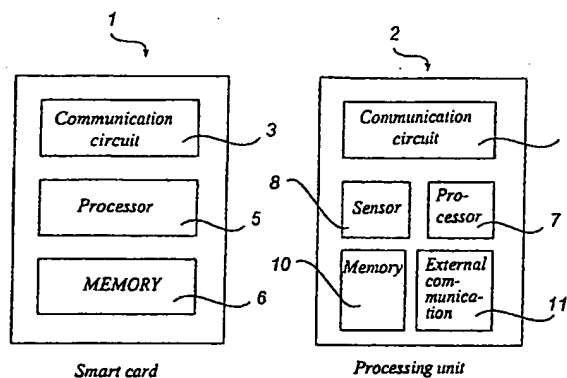 1
2
Communication
circuit
3
Communication
circuit
Processor
5
8
Sensor
Pro-
cessor
7
MEMORY
6
10
Memory
External
com-
munica-
tion
11
Smart card
Processing unit